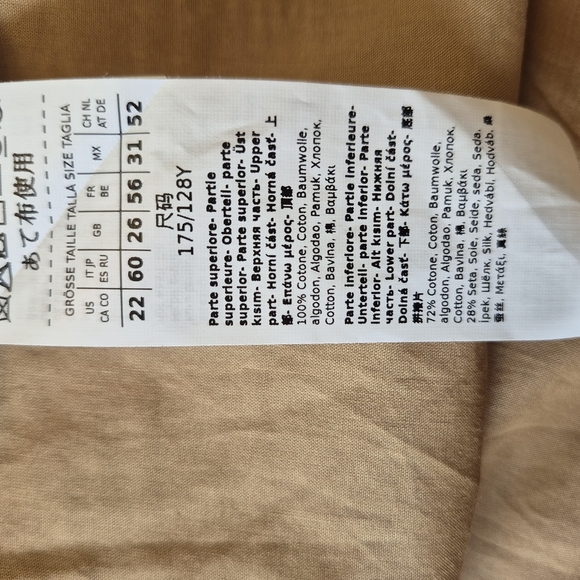 あて布使用
GRÖSSE TAILLE TALLA SIZE TAGLIA
US IT JP FR CH NL
CA CO ES RU GB BE MX AT DE
22 60 26 56 31 52
尺码
175/128Y
Parte superiore- Partie
superieure- Oberteil- parte
superior- Parte superior- Üst
kisim- Верхняя часть- Upper
part- Horní část- Horná časť- 上
部- Επάνω μέρος- 頂部
100% Cotone, Coton, Baumwolle,
algodon, Algodao, Pamuk, Хлопок,
Cotton, Bavlna, 棉, Βαμβάκι
Parte inferiore- Partie inferieure-
Unterteil- parte inferior- Parte
inferior- Alt kisim- Нижняя
часть- Lower part- Dolní část-
Dolná časť- 下部- Κάτω μέρος- 底部
72% Cotone, Coton, Baumwolle,
algodon, Algodao, Pamuk, Хлопок,
Cotton, Bavlna, 棉, Βαμβάκι
28% Seta, Soie, Seide, seda, Seda,
İpek, Шёлк, Silk, Hedvábí, Hodváb,
蚕丝, Μετάξι, 真絲